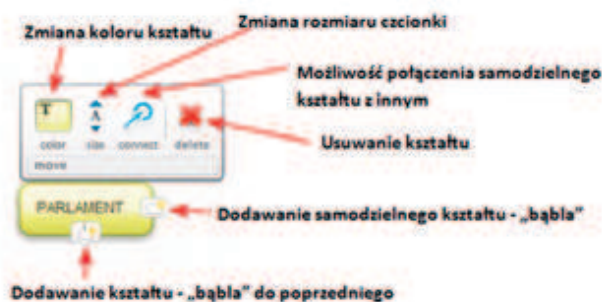 Zmiana koloru kształtu
Zmiana rozmiaru czcionki
Możliwość połączenia samodzielnego
kształtu z innym
Usuwanie kształtu
T
A
color size connect delete
move
PARLAMENT
Dodawanie samodzielnego kształtu - „bąbla”
Dodawanie kształtu - „bąbla” do poprzedniego